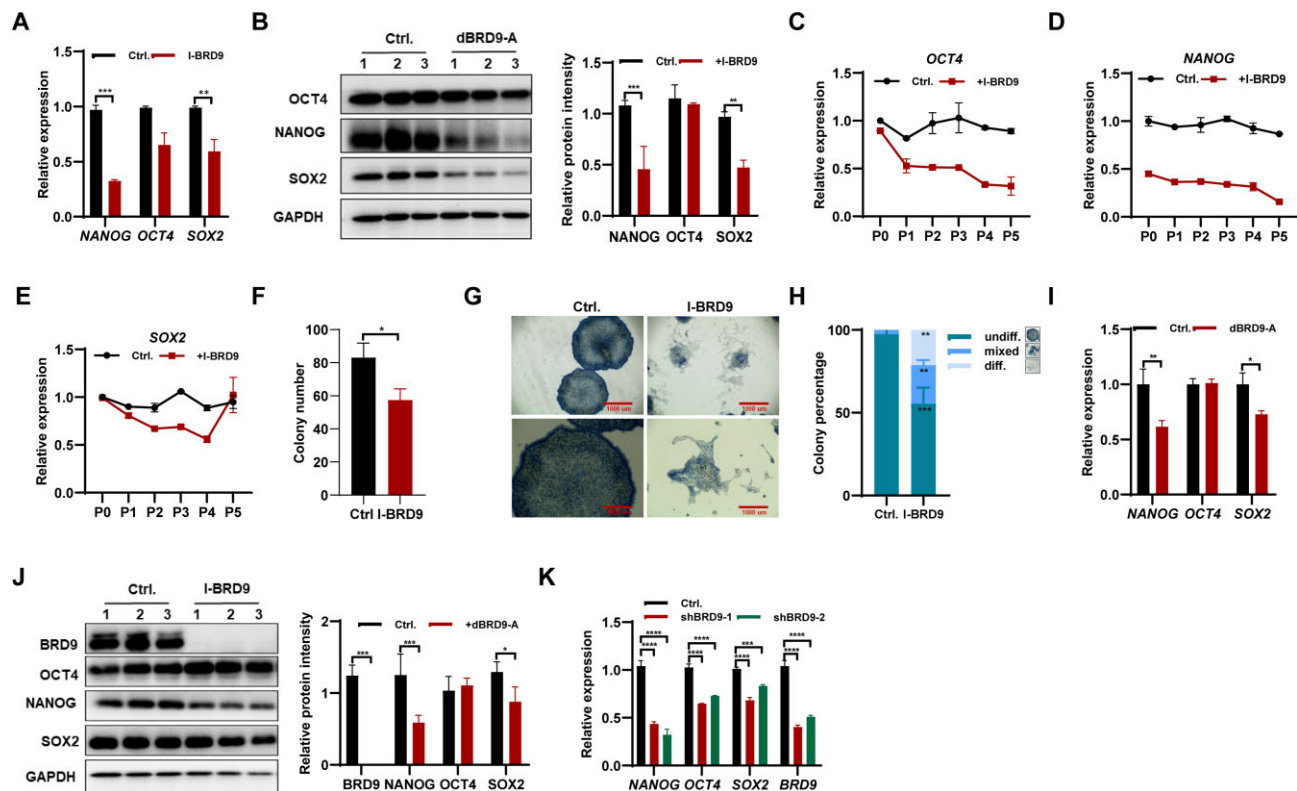 A
Ctrl. I-BRD9
Relative expression
1.5
1.0
0.5
0.0
*** **
NANOG OCT4 SOX2
B
Ctrl. dBRD9-A
1 2 3 1 2 3
OCT4
NANOG
SOX2
GAPDH
Ctrl. +I-BRD9
Relative protein intensity
1.5
1.0
0.5
0.0
*** **
NANOG OCT4 SOX2
C
OCT4
Ctrl. +I-BRD9
Relative expression
1.5
1.0
0.5
0.0
P0 P1 P2 P3 P4 P5
D
NANOG
Ctrl. +I-BRD9
Relative expression
1.5
1.0
0.5
0.0
P0 P1 P2 P3 P4 P5
E
SOX2
Ctrl. +I-BRD9
Relative expression
1.5
1.0
0.5
0.0
P0 P1 P2 P3 P4 P5
F
Colony number
100
80
60
40
20
0
*
Ctrl I-BRD9
G
Ctrl. I-BRD9
1000 um 1000 um
1000 um
H
Colony percentage
100
50
0
**
**
***
Ctrl. I-BRD9
undiff.
mixed
diff.
I
Ctrl. dBRD9-A
Relative expression
1.5
1.0
0.5
0.0
** *
NANOG OCT4 SOX2
J
Ctrl. I-BRD9
1 2 3 1 2 3
BRD9
OCT4
NANOG
SOX2
GAPDH
Ctrl. +dBRD9-A
Relative protein intensity
2
1
0
*** *** *
BRD9 NANOG OCT4 SOX2
K
Ctrl.
shBRD9-1 shBRD9-2
Relative expression
1.5
1.0
0.5
0.0
**** **** *** ****
**** **** **** ****
NANOG OCT4 SOX2 BRD9